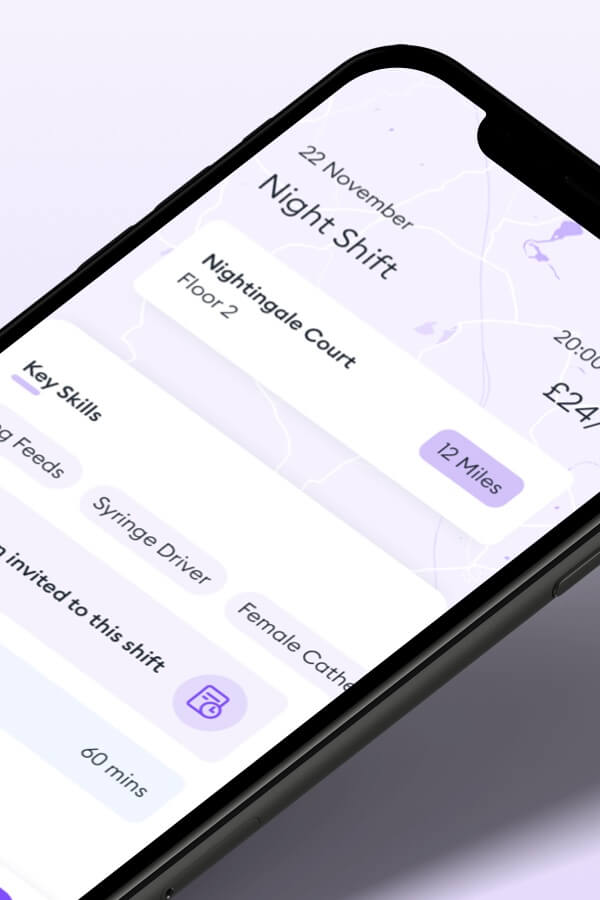 22 November
Night Shift
20:00
£24/
Nightingale Court
Floor 2
12 Miles
Key Skills
Feeds
Syringe Driver
Female
invited to this shift
60 mins